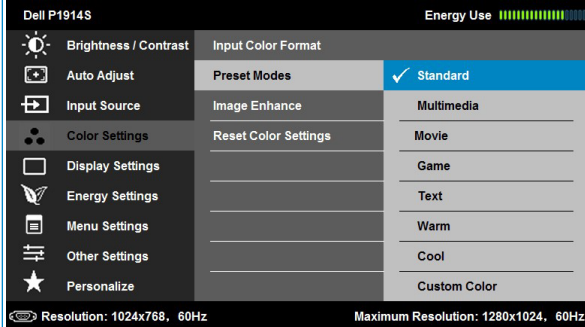 Dell P1914S Energy Use
Brightness / Contrast Input Color Format
Auto Adjust Preset Modes Standard
Input Source Image Enhance Multimedia
Color Settings Reset Color Settings Movie
Display Settings Game
Energy Settings Text
Menu Settings Warm
Other Settings Cool
Personalize Custom Color
Resolution: 1024x768, 60Hz Maximum Resolution: 1280x1024, 60Hz